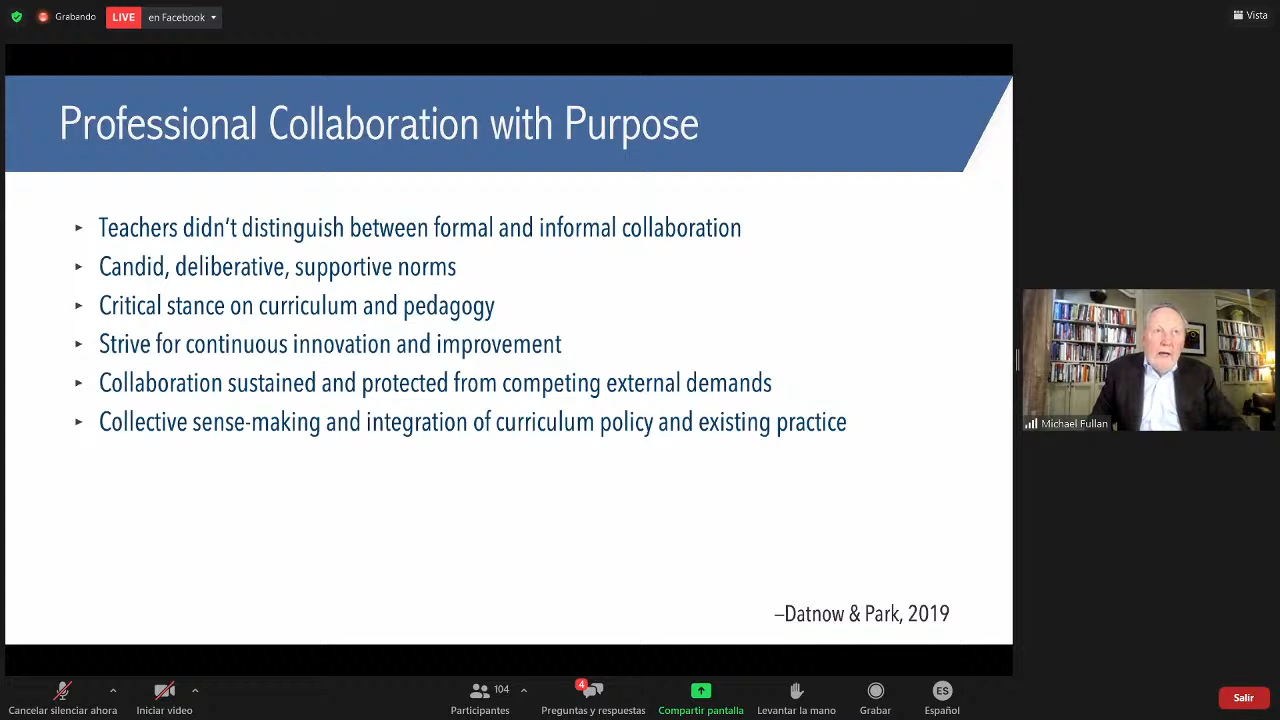 Grabando
LIVE
en Facebook
Vista
Professional Collaboration with Purpose
Teachers didn't distinguish between formal and informal collaboration
Candid, deliberative, supportive norms
Critical stance on curriculum and pedagogy
Strive for continuous innovation and improvement
Collaboration sustained and protected from competing external demands
Collective sense-making and integration of curriculum policy and existing practice
–Datnow & Park, 2019
Michael Fullan
Cancelar silenciar ahora
Iniciar video
104
Participantes
4
Preguntas y respuestas
Compartir pantalla
Levantar la mano
Grabar
ES
Español
Salir